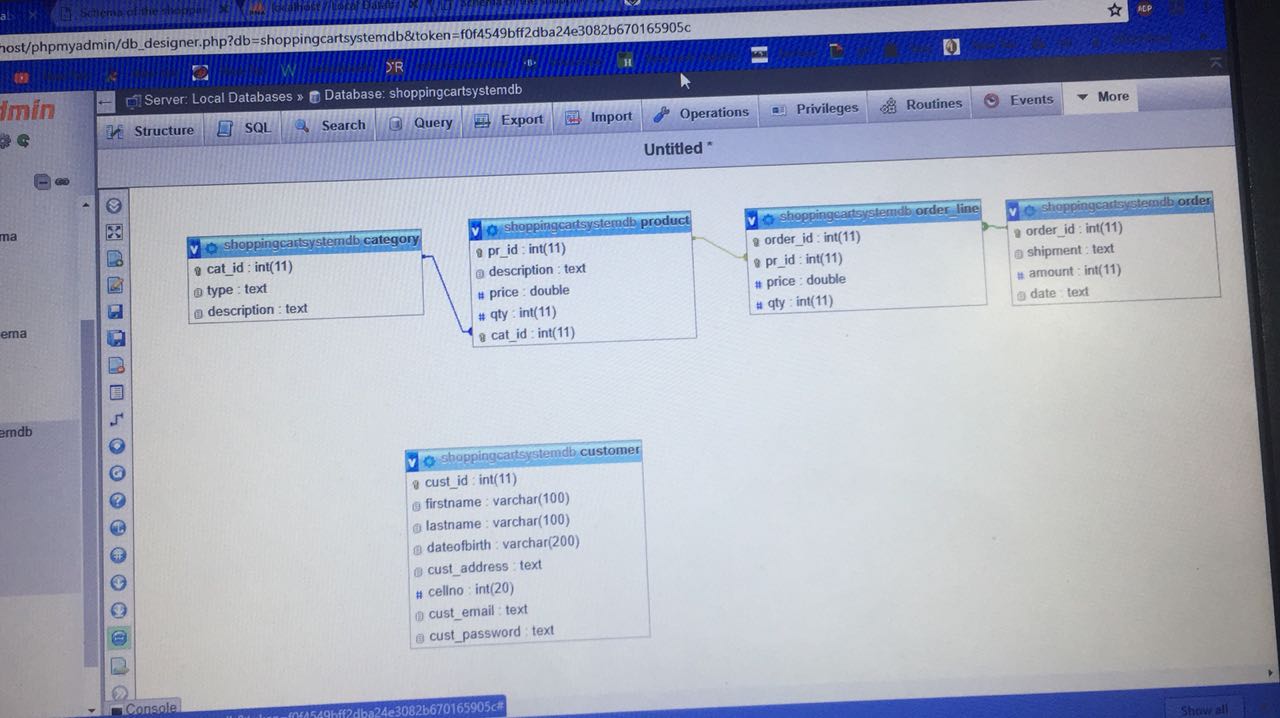 Schema of the shoppin
localhost / Local Datab
host/phpmyadmin/db_designer.php?db=shoppingcartsystemdb&token=f0f4549bff2dba24e3082b670165905c
ABP
dmin
Server: Local Databases » Database: shoppingcartsystemdb
Structure SQL Search Query Export Import Operations Privileges Routines Events More
Untitled *
ma
ema
emdb
shoppingcartsystemdb category
cat_id : int(11)
type : text
description : text
shoppingcartsystemdb product
pr_id : int(11)
description : text
price : double
qty : int(11)
cat_id : int(11)
shoppingcartsystemdb order_line
order_id : int(11)
pr_id : int(11)
price : double
qty : int(11)
shoppingcartsystemdb order
order_id : int(11)
shipment : text
amount : int(11)
date : text
shoppingcartsystemdb customer
cust_id : int(11)
firstname : varchar(100)
lastname : varchar(100)
dateofbirth : varchar(200)
cust_address : text
cellno : int(20)
cust_email : text
cust_password : text
Console
token=f0f4549bff2dba24e3082b670165905c#
Show all